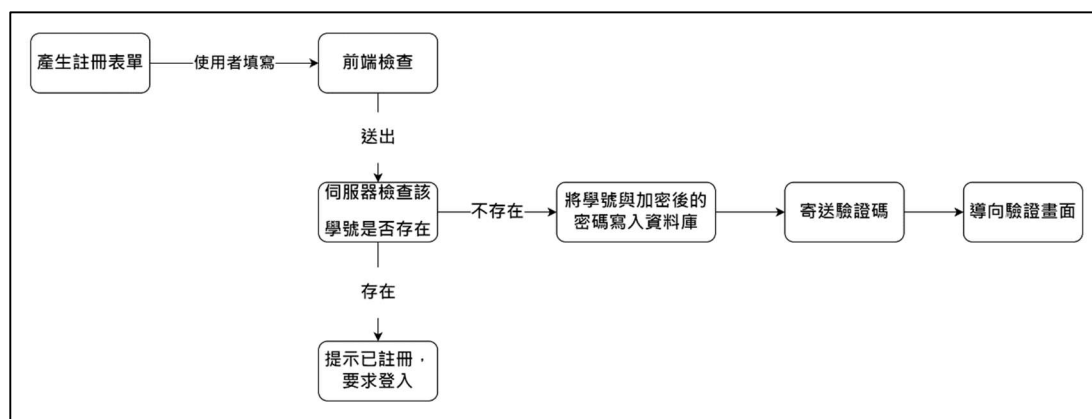 產生註冊表單
使用者填寫
前端檢查
送出
伺服器檢查該
學號是否存在
不存在
將學號與加密後的
密碼寫入資料庫
寄送驗證碼
導向驗證畫面
存在
提示已註冊，
要求登入